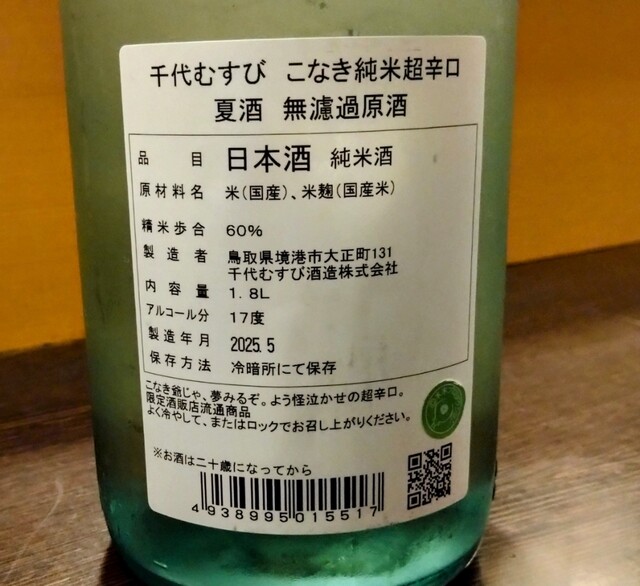 千代むすび こなき純米超辛口
夏酒 無濾過原酒
品目 日本酒 純米酒
原材料名 米(国産)、米麹(国産米)
精米歩合 60%
製造者 鳥取県境港市大正町131
千代むすび酒造株式会社
内容量 1.8L
アルコール分 17度
製造年月 2025.5
保存方法 冷暗所にて保存
こなき爺じゃ、夢みるぞ。よう怪泣かせの超辛口。
限定酒販店流通商品
よく冷やして、またはロックでお召し上がりください。
※お酒は二十歳になってから
4938995015517